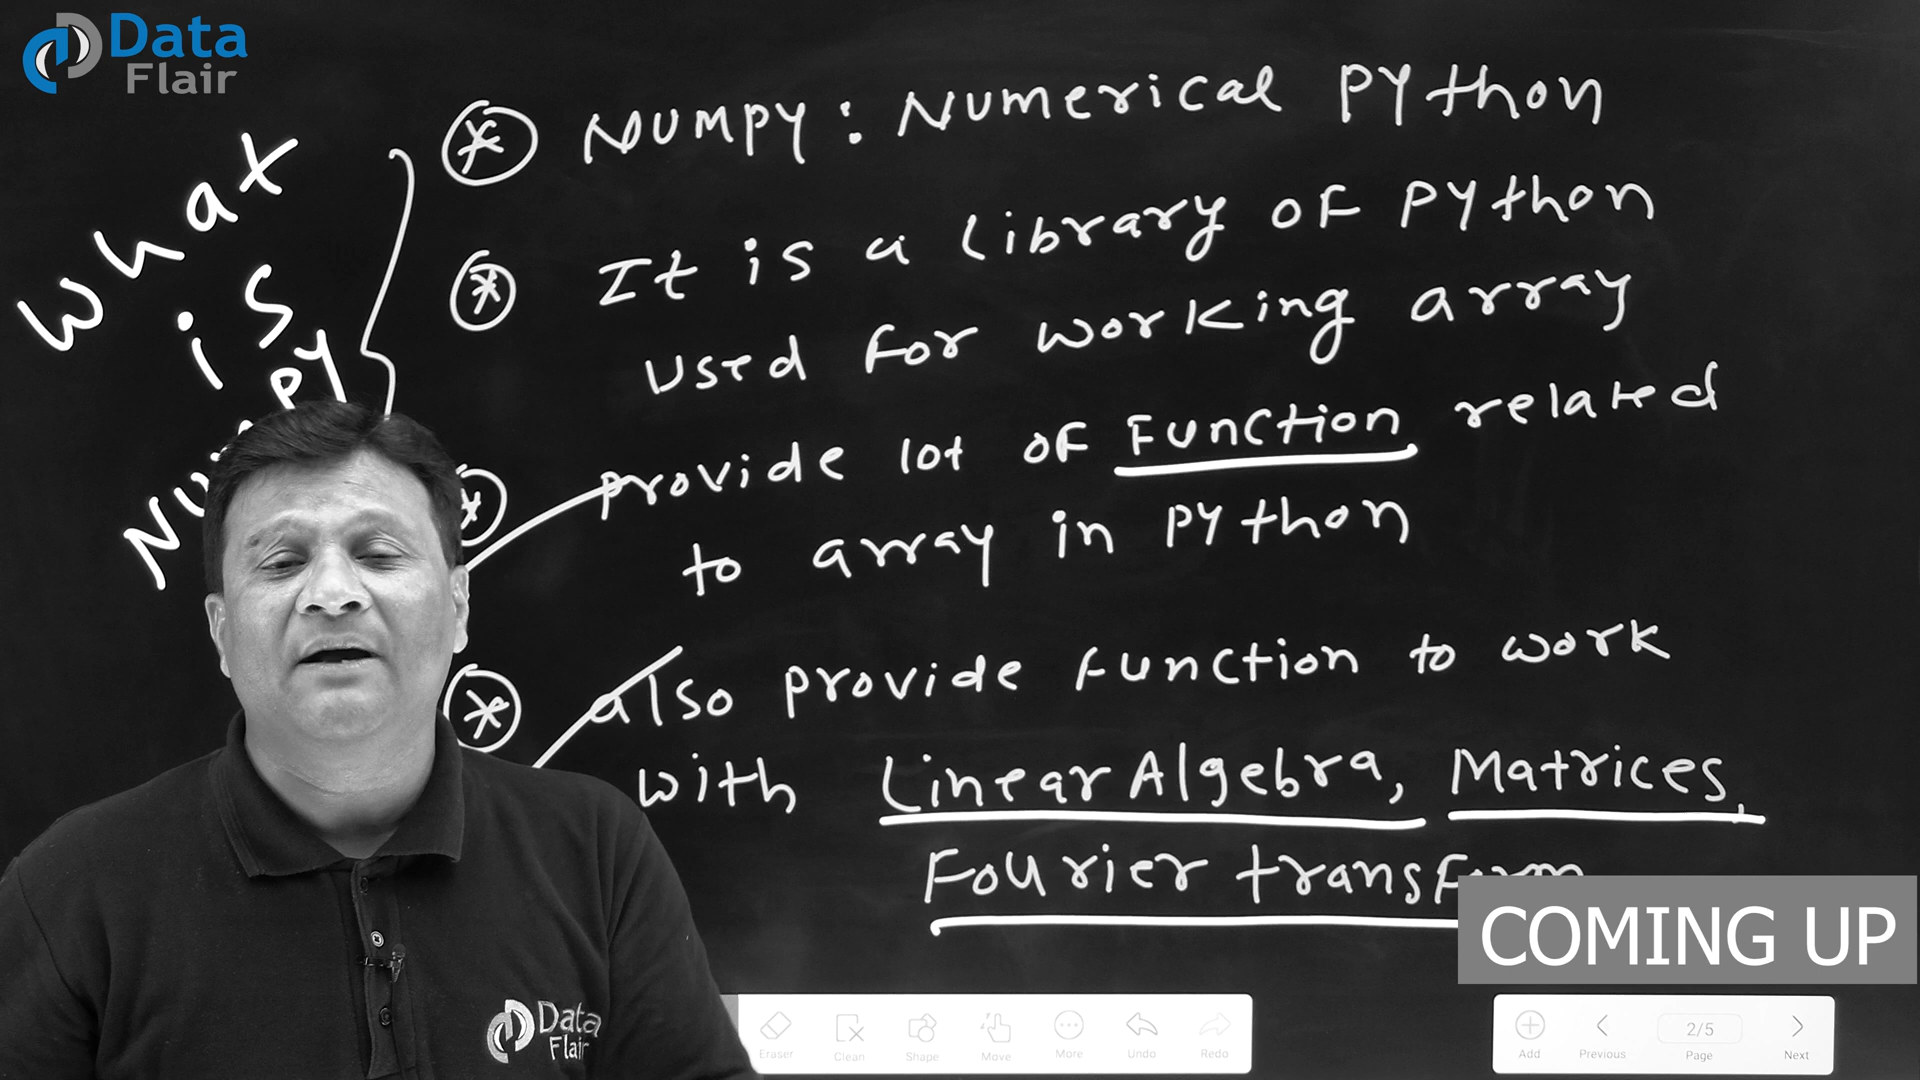 Data
Flair
What
is
NUMPY: Numerical PYthon
It is a Library OF PYthon
Used For working array
provide lot OF Function related
to array in PYthon
also provide Function to work
with Linear Algebra, Matrices,
Fourier transform
COMING UP
Data
Flair
Eraser
Clean
Shape
Move
More
Undo
Redo
Add
Previous
2/5
Page
Next